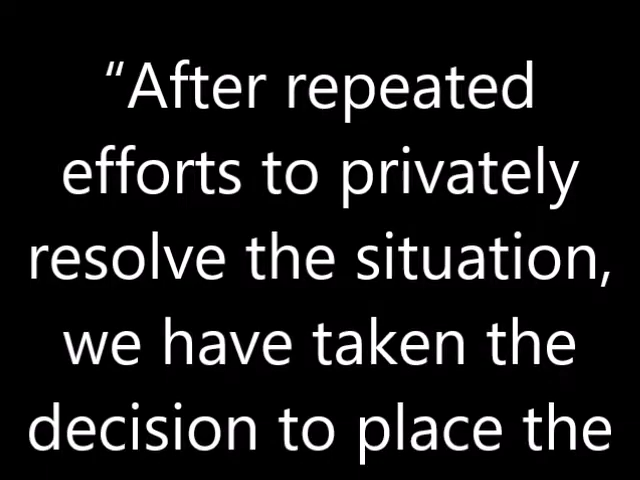 “After repeated
efforts to privately
resolve the situation,
we have taken the
decision to place the